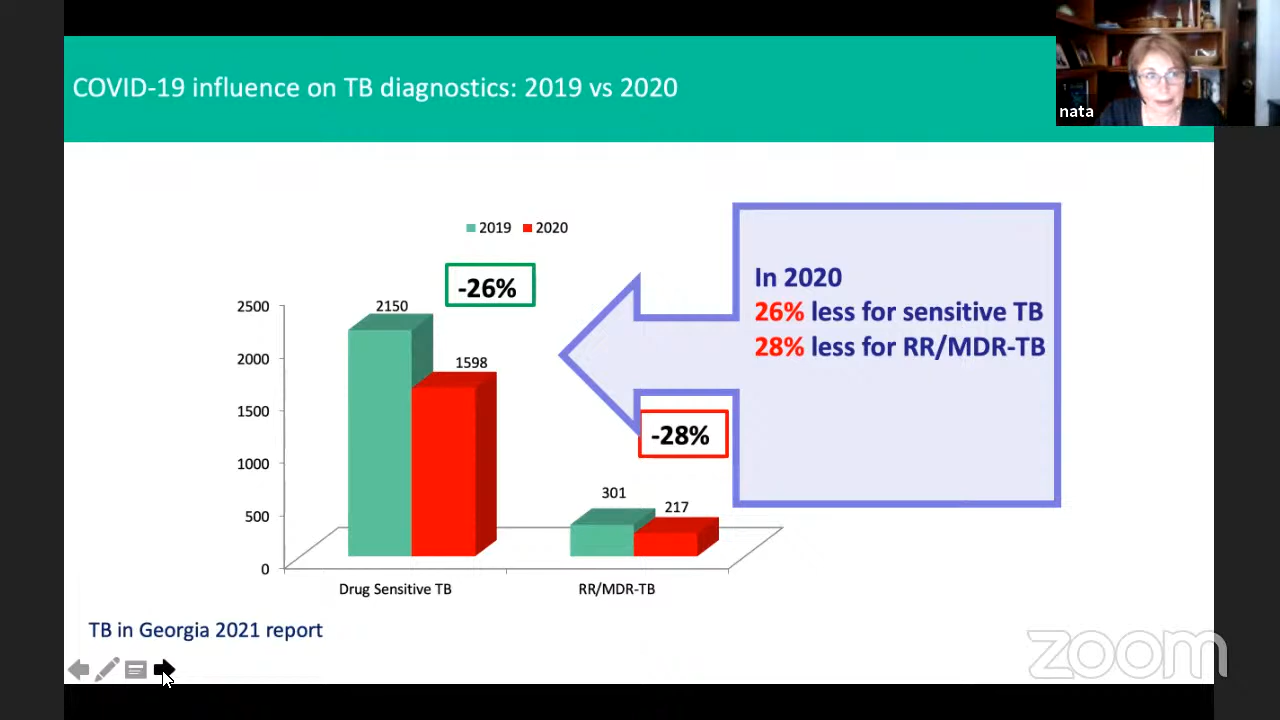 COVID-19 influence on TB diagnostics: 2019 vs 2020
nata
2019 2020
-26%
In 2020
26% less for sensitive TB
28% less for RR/MDR-TB
2500
2000
1500
1000
500
0
2150
1598
-28%
301
217
Drug Sensitive TB
RR/MDR-TB
TB in Georgia 2021 report
zoom